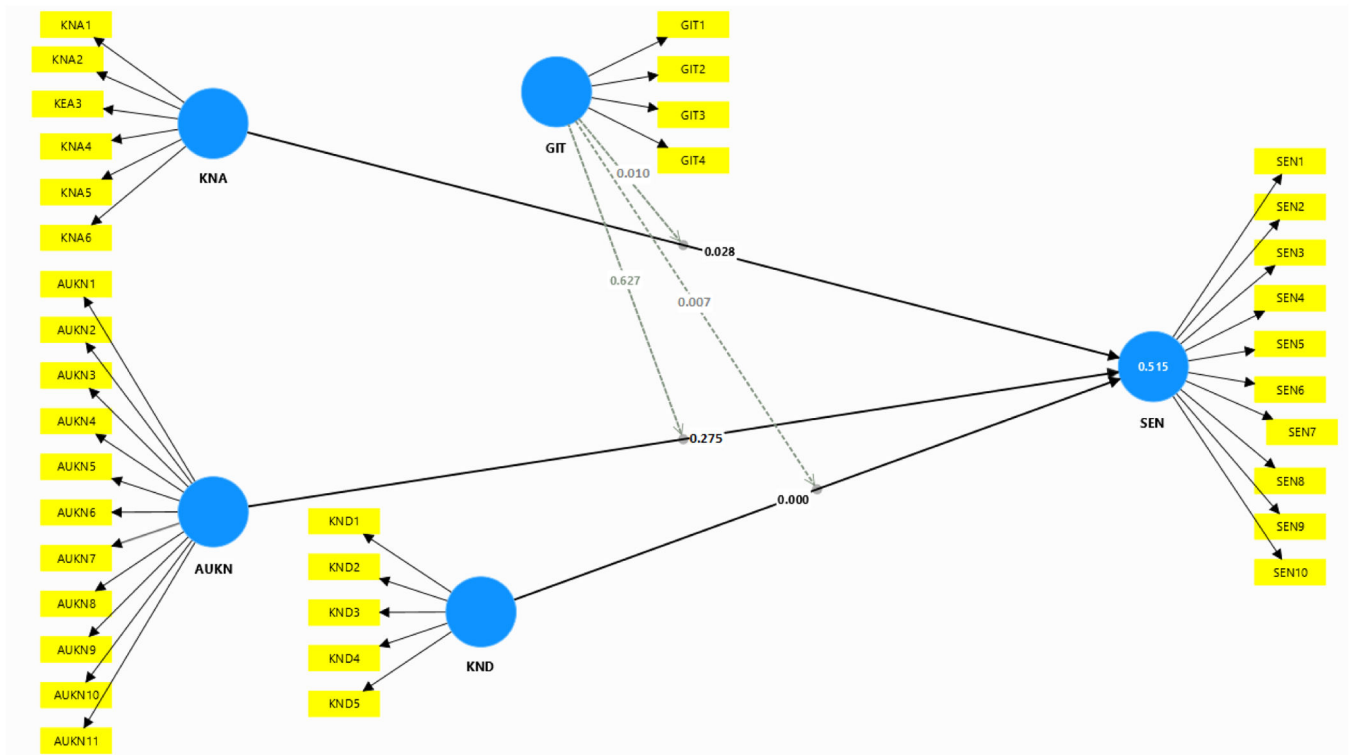 KNA1
KNA2
KEA3
KNA4
KNA5
KNA6
KNA
GIT1
GIT2
GIT3
GIT4
GIT
0.010
0.028
0.627
0.007
AUKN1
AUKN2
AUKN3
AUKN4
AUKN5
AUKN6
AUKN7
AUKN8
AUKN9
AUKN10
AUKN11
AUKN
0.275
0.000
KND1
KND2
KND3
KND4
KND5
KND
SEN1
SEN2
SEN3
SEN4
SEN5
SEN6
SEN7
SEN8
SEN9
SEN10
0.515
SEN